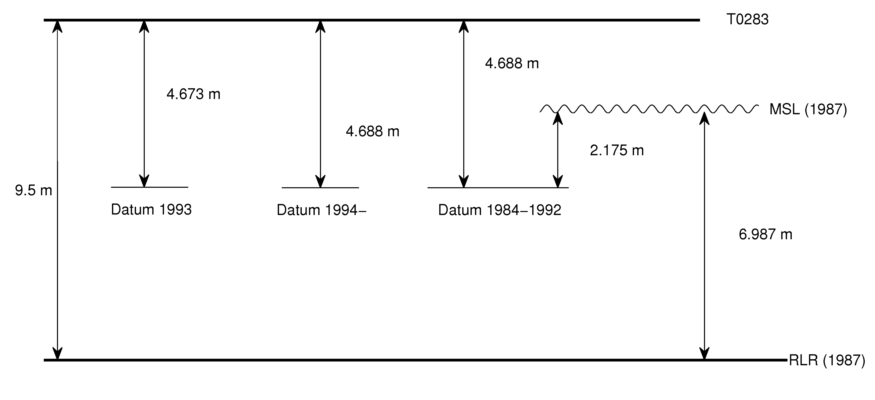 T0283
4.688 m
4.673 m
MSL (1987)
4.688 m
2.175 m
9.5 m
Datum 1993
Datum 1994−
Datum 1984−1992
6.987 m
RLR (1987)